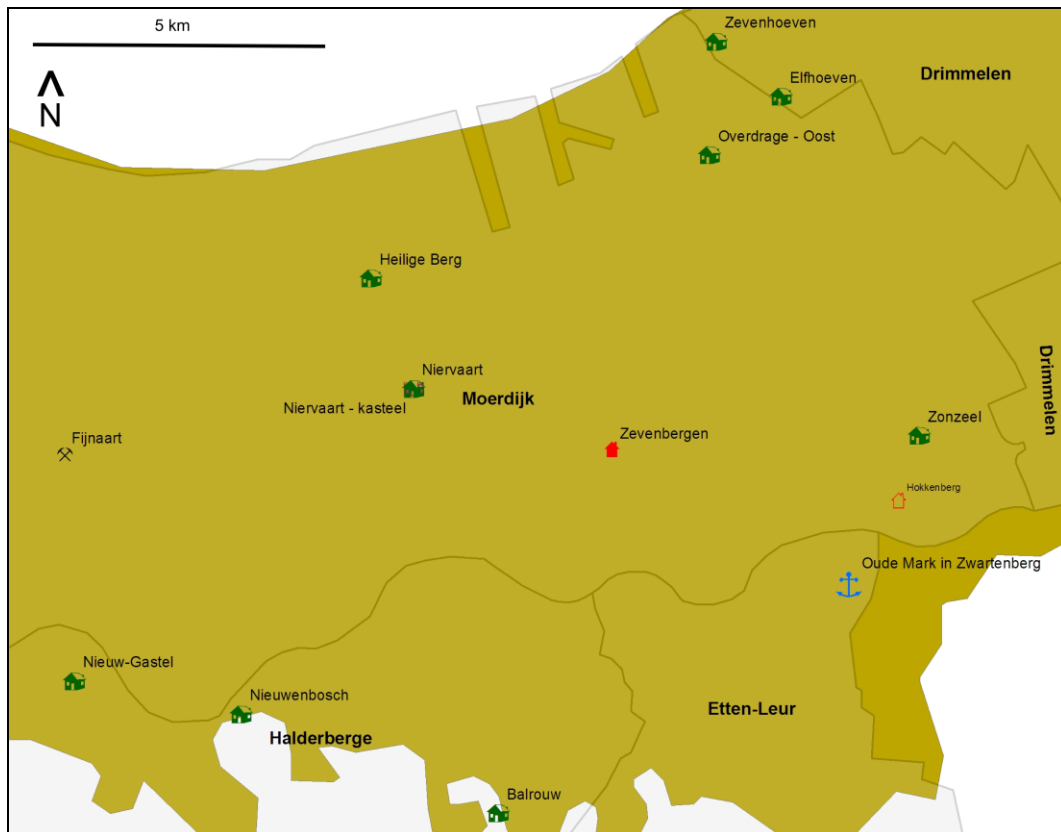 5 km
N
Zevenhoeven
Elfhoeven
Drimmelen
Overdrage - Oost
Heilige Berg
Niervaart
Niervaart - kasteel
Moerdijk
Drimmelen
Fijnaart
Zevenbergen
Zonzeel
Hokkenberg
Oude Mark in Zwartenberg
Nieuw-Gastel
Nieuwenbosch
Etten-Leur
Halderberge
Balrouw